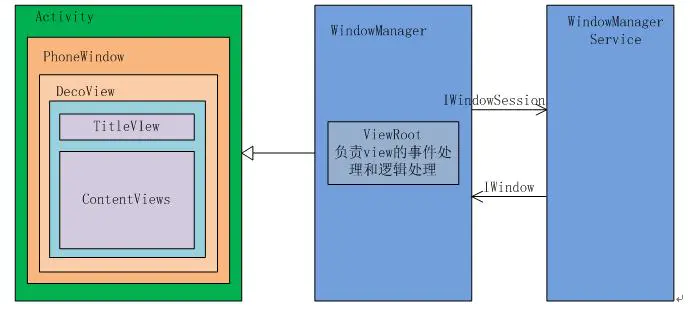 Activity
PhoneWindow
DecoView
TitleVIew
ContentViews
WindowManager
ViewRoot
负责view的事件处
理和逻辑处理
IWindowSession
IWindow
WindowManager
Service